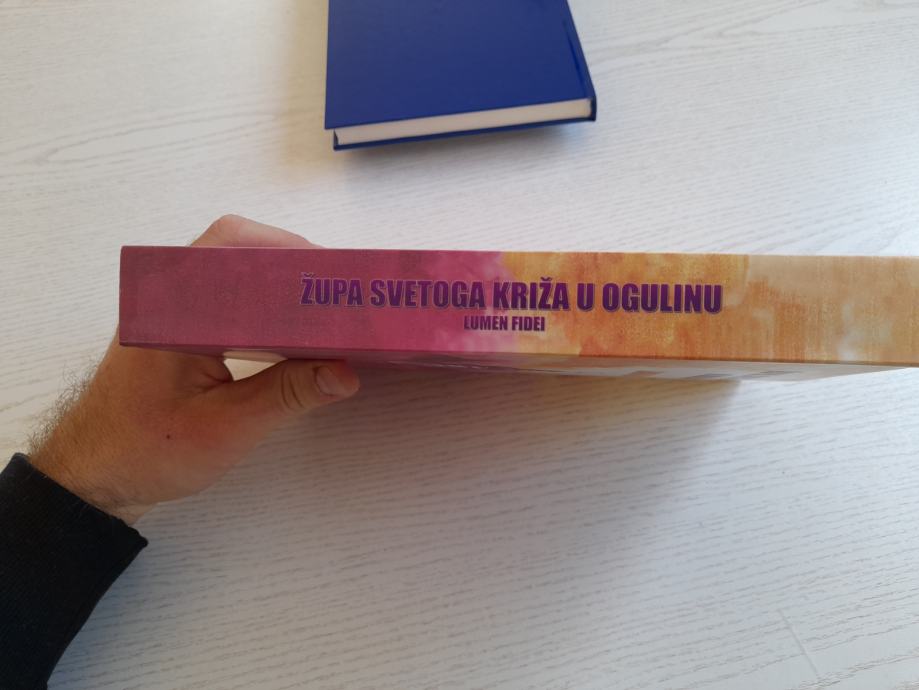 ŽUPA SVETOGA KRIŽA U OGULINU
LUMEN FIDEI